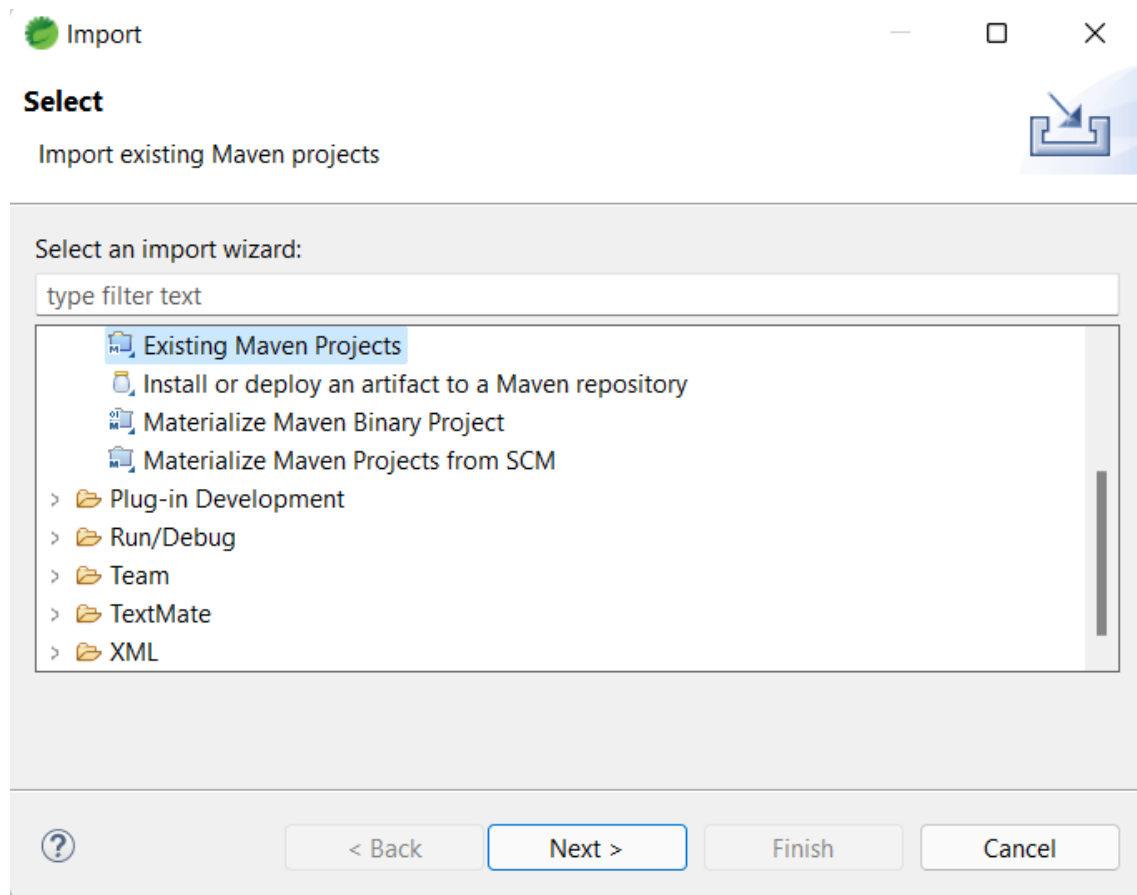 Import
Select
Import existing Maven projects
Select an import wizard:
type filter text
Existing Maven Projects
Install or deploy an artifact to a Maven repository
Materialize Maven Binary Project
Materialize Maven Projects from SCM
Plug-in Development
Run/Debug
Team
TextMate
XML
? < Back Next > Finish Cancel